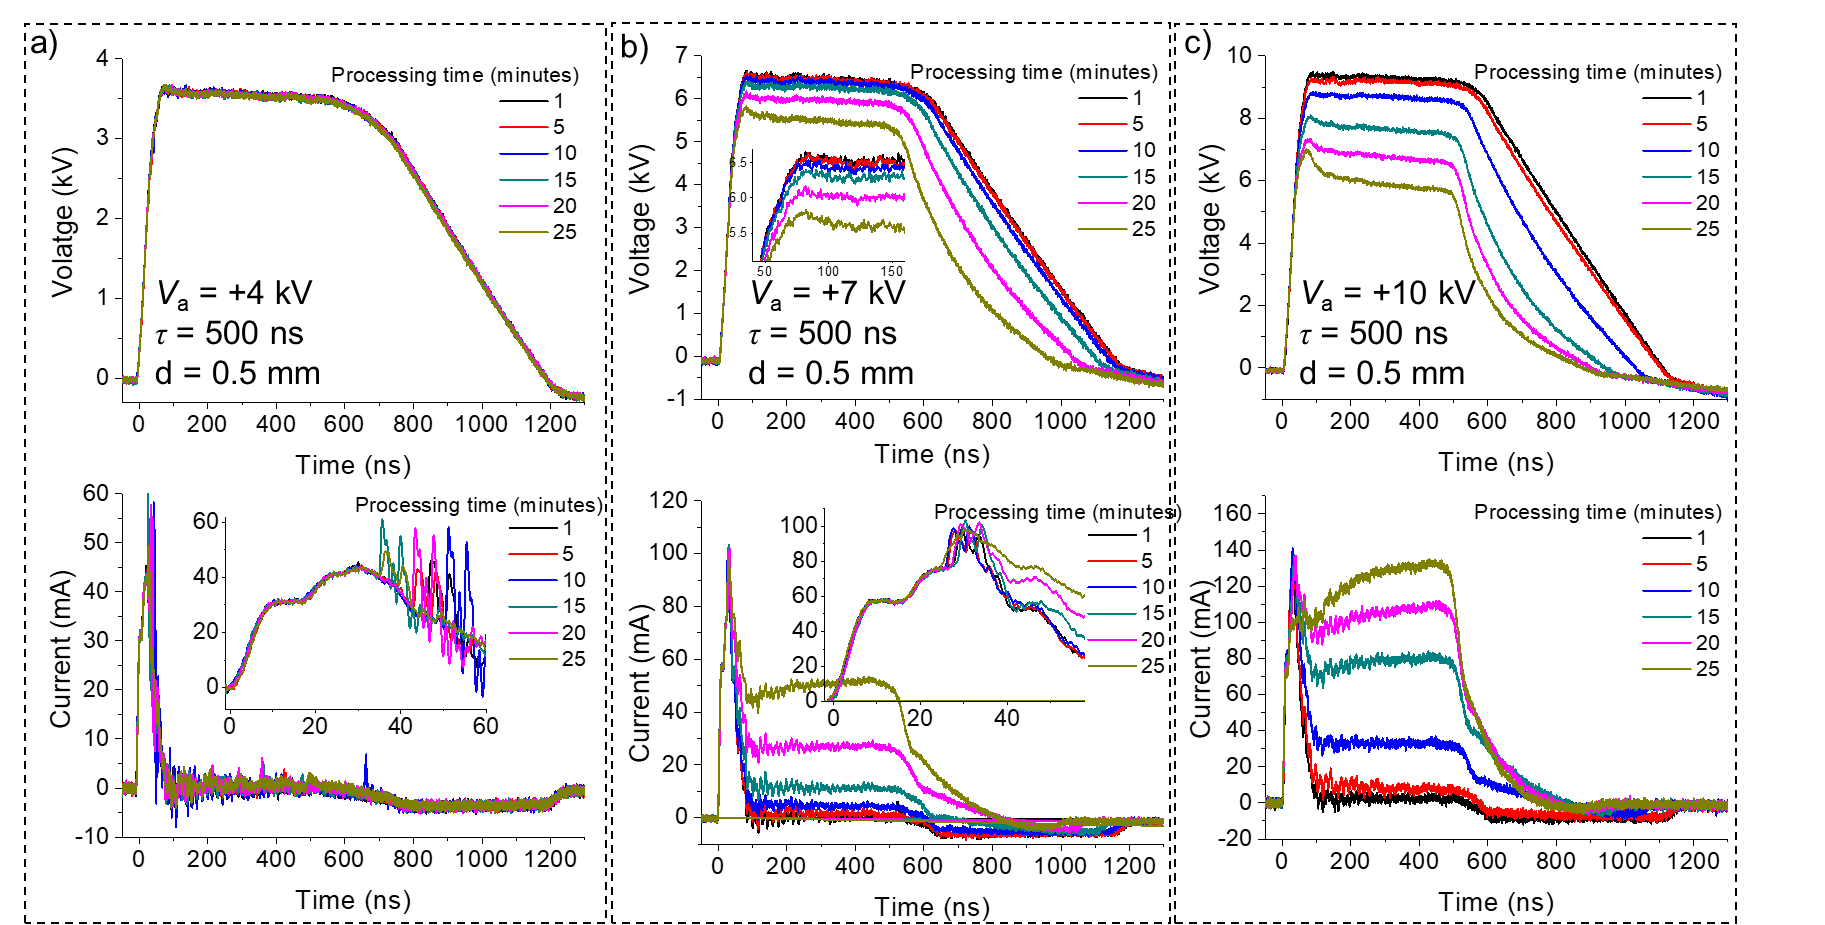 a)
4
3
2
1
0
Volatge (kV)
Processing time (minutes)
1
5
10
15
20
25
Va = +4 kV
τ = 500 ns
d = 0.5 mm
0 200 400 600 800 1000 1200
Time (ns)
60
50
40
30
20
10
0
-10
Current (mA)
Processing time (minutes)
1
5
10
15
20
25
60
40
20
0
0 20 40 60
0 200 400 600 800 1000 1200
Time (ns)
b)
7
6
5
4
3
2
1
0
-1
Voltage (kV)
Processing time (minutes)
1
5
10
15
20
25
6.5
6.0
5.5
50 100 150
Va = +7 kV
τ = 500 ns
d = 0.5 mm
0 200 400 600 800 1000 1200
Time (ns)
120
100
80
60
40
20
0
Current (mA)
Processing time (minutes)
1
5
10
15
20
25
100
80
60
40
20
0
0 20 40
0 200 400 600 800 1000 1200
Time (ns)
c)
10
8
6
4
2
0
Voltage (kV)
Processing time (minutes)
1
5
10
15
20
25
Va = +10 kV
τ = 500 ns
d = 0.5 mm
0 200 400 600 800 1000 1200
Time (ns)
160
140
120
100
80
60
40
20
0
-20
Current (mA)
Processing time (minutes)
1
5
10
15
20
25
0 200 400 600 800 1000 1200
Time (ns)